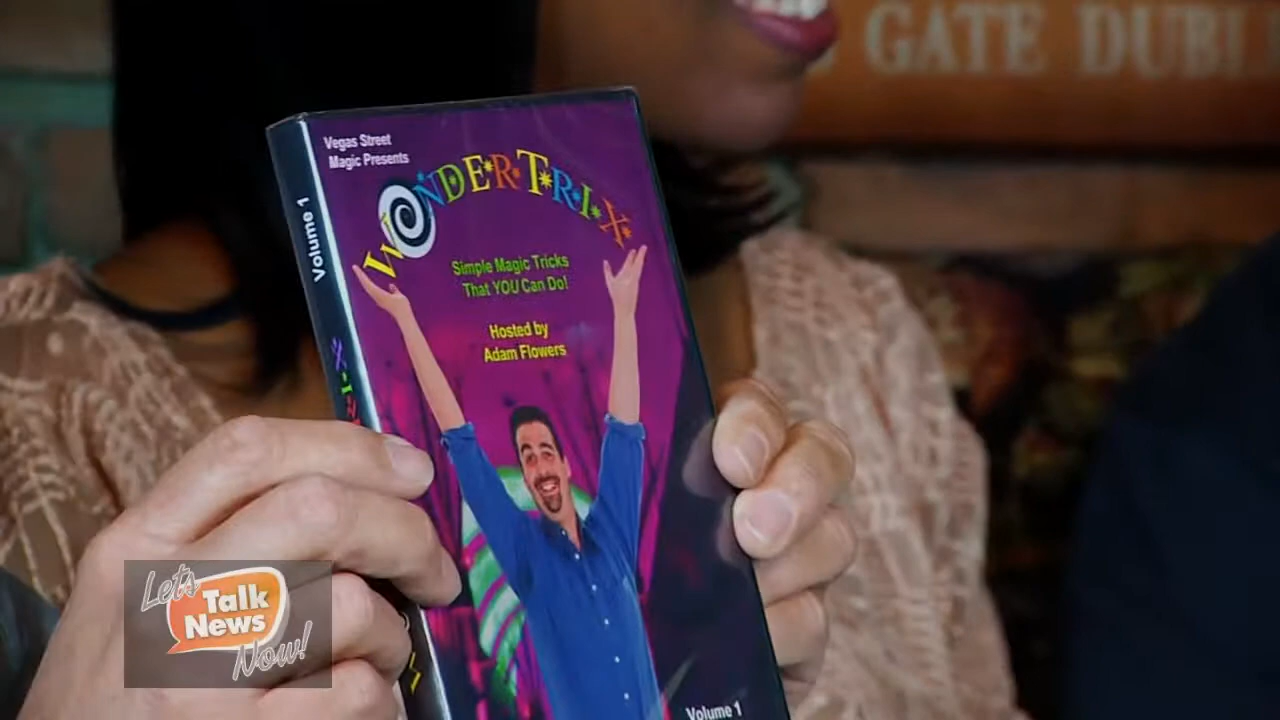 GATE DUBL
Vegas Street
Magic Presents
WONDERTRIX
Simple Magic Tricks
That YOU Can Do!
Hosted by
Adam Flowers
Volume 1
Volume 1
Let's
Talk
News
Now!